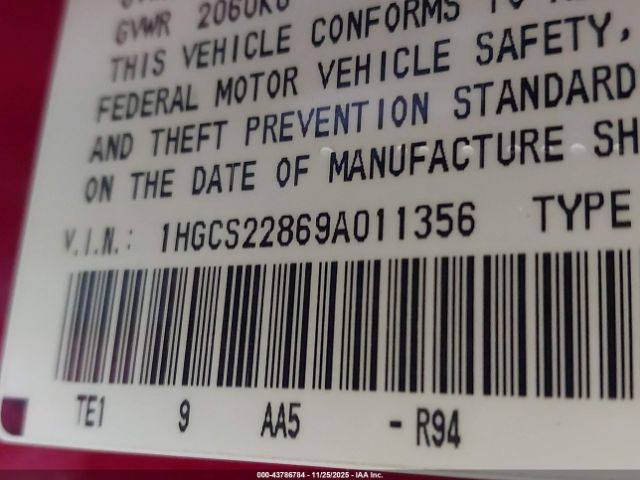 GVWR 2060KG
THIS VEHICLE CONFORMS TO
FEDERAL MOTOR VEHICLE SAFETY,
AND THEFT PREVENTION STANDARD
ON THE DATE OF MANUFACTURE SH
V.I.N.: 1HGCS22869A011356 TYPE
TE1 9 AA5 - R94
000-43786784 - 11/25/2025 - IAA Inc.